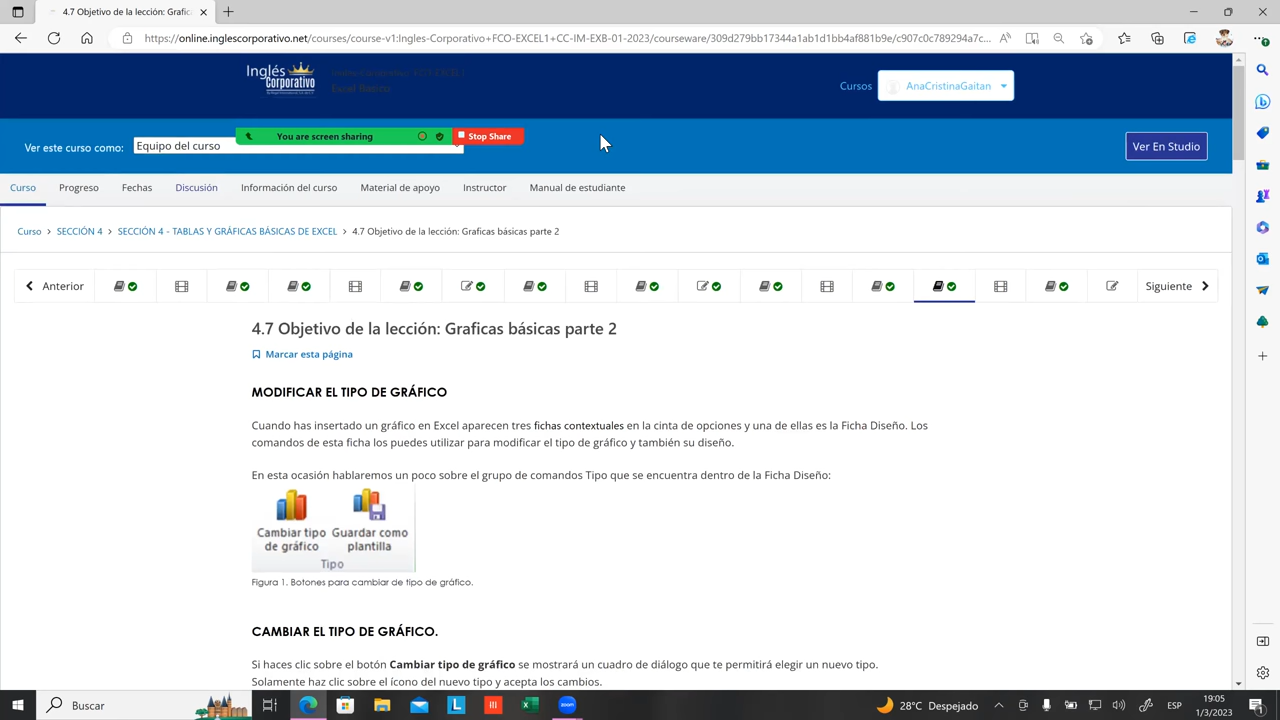 4.7 Objetivo de la lección: Grafic
https://online.inglescorporativo.net/courses/course-v1:Ingles-Corporativo+FCO-EXCEL1+CC-IM-EXB-01-2023/courseware/309d279bb17344a1ab1d1bb4af881b9e/c907c0c789294a7c...
Inglés
Corporativo
Excel Básico
Cursos
AnaCristinaGaitan
Ver este curso como:
Equipo del curso
You are screen sharing
Stop Share
Ver En Studio
Curso
Progreso
Fechas
Discusión
Información del curso
Material de apoyo
Instructor
Manual de estudiante
Curso > SECCIÓN 4 > SECCIÓN 4 - TABLAS Y GRÁFICAS BÁSICAS DE EXCEL > 4.7 Objetivo de la lección: Graficas básicas parte 2
Anterior
Siguiente
4.7 Objetivo de la lección: Graficas básicas parte 2
Marcar esta página
MODIFICAR EL TIPO DE GRÁFICO
Cuando has insertado un gráfico en Excel aparecen tres fichas contextuales en la cinta de opciones y una de ellas es la Ficha Diseño. Los
comandos de esta ficha los puedes utilizar para modificar el tipo de gráfico y también su diseño.
En esta ocasión hablaremos un poco sobre el grupo de comandos Tipo que se encuentra dentro de la Ficha Diseño:
Cambiar tipo Guardar como
de gráfico plantilla
Tipo
Figura 1. Botones para cambiar de tipo de gráfico.
CAMBIAR EL TIPO DE GRÁFICO.
Si haces clic sobre el botón Cambiar tipo de gráfico se mostrará un cuadro de diálogo que te permitirá elegir un nuevo tipo.
Solamente haz clic sobre el ícono del nuevo tipo y acepta los cambios.
Buscar
zoom
28°C Despejado
ESP
19:05
1/3/2023